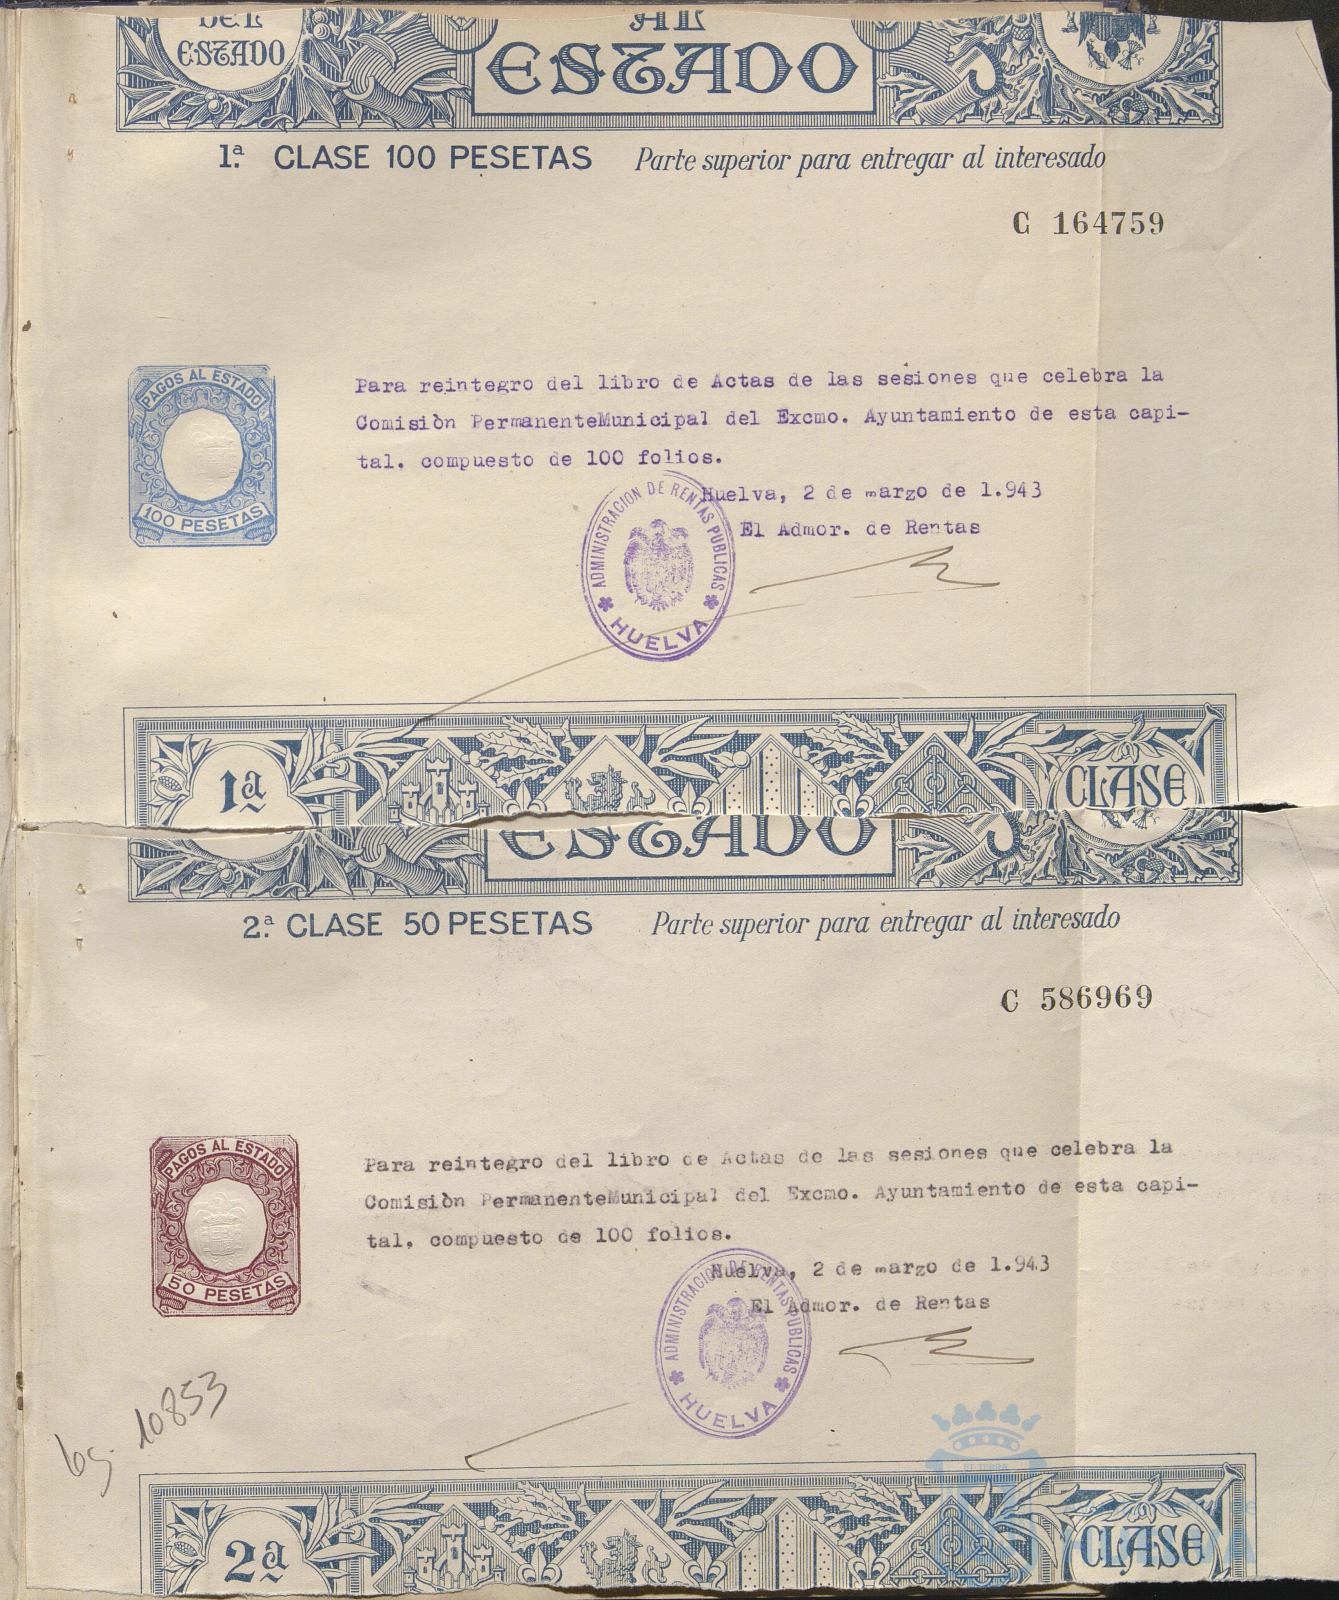 DEL
ESTADO
AL
ESTADO
1.ª CLASE 100 PESETAS Parte superior para entregar al interesado
C 164759
PAGOS AL ESTADO
100 PESETAS
Para reintegro del libro de Actas de las sesiones que celebra la
Comisiòn PermanenteMunicipal del Excmo. Ayuntamiento de esta capi-
tal, compuesto de 100 folios.
Huelva, 2 de marzo de 1.943
El Admor. de Rentas
ADMINISTRACION DE RENTAS PUBLICAS
HUELVA
1ª CLASE
ESTADO
2.ª CLASE 50 PESETAS Parte superior para entregar al interesado
C 586969
PAGOS AL ESTADO
50 PESETAS
Para reintegro del libro de Actas de las sesiones que celebra la
Comisiòn PermanenteMunicipal del Excmo. Ayuntamiento de esta capi-
tal, compuesto de 100 folios.
Huelva, 2 de marzo de 1.943
El Admor. de Rentas
ADMINISTRACION DE RENTAS PUBLICAS
HUELVA
10853
2ª CLASE